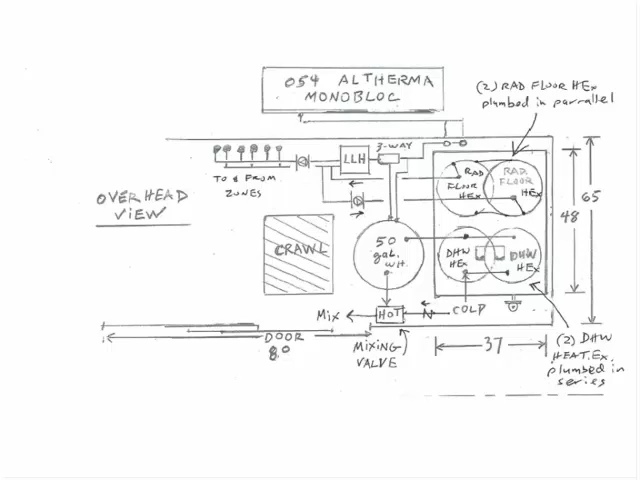 054 ALTHERMA
MONOBLOC
(2) RAD FLOOR HEX
plumbed in parrallel
3-WAY
LLH
TO & FROM
ZONES
RAD
FLOOR
HEX
RAD.
FLOOR
HEX
OVERHEAD
VIEW
CRAWL
50
gal.
WH.
DHW
HEX
DHW
HEX
48
65
MIX
HOT
N
COLD
DOOR
8.0
MIXING
VALVE
37
(2) DHW
HEAT.EX.
plumbed in
series